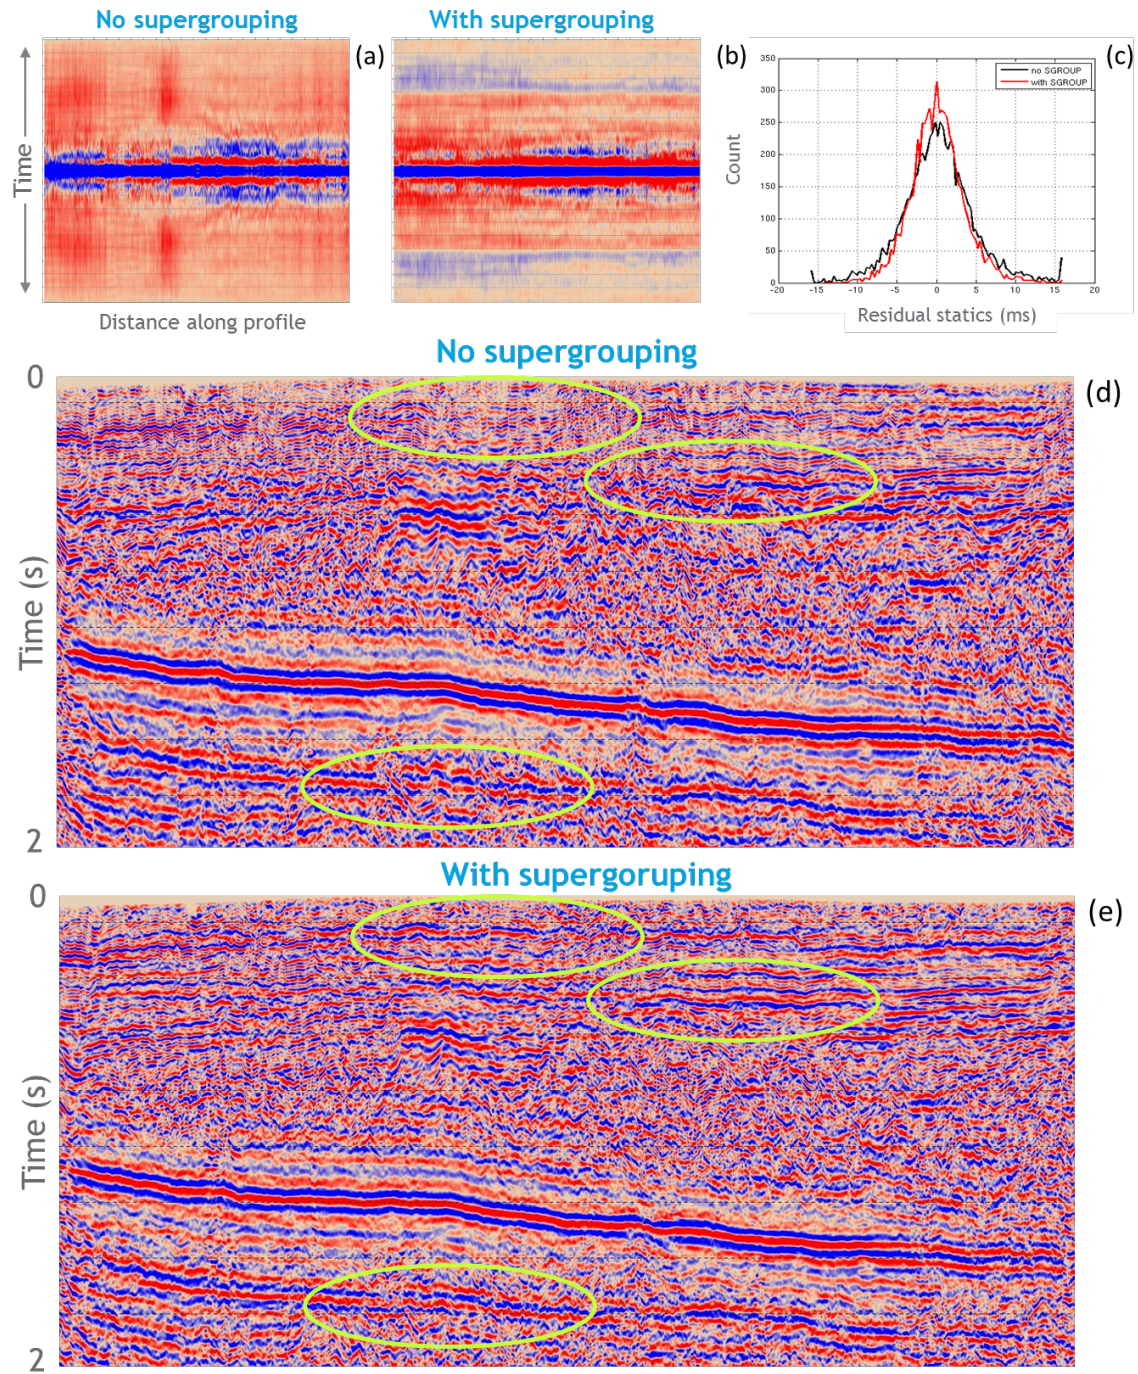 No supergrouping
With supergrouping
(a)
(b)
(c)
Time
Distance along profile
350
300
250
200
150
100
50
0
-20
-15
-10
-5
0
5
10
15
20
Count
no SGROUP
with SGROUP
Residual statics (ms)
No supergrouping
(d)
0
Time (s)
2
With supergoruping
(e)
0
Time (s)
2